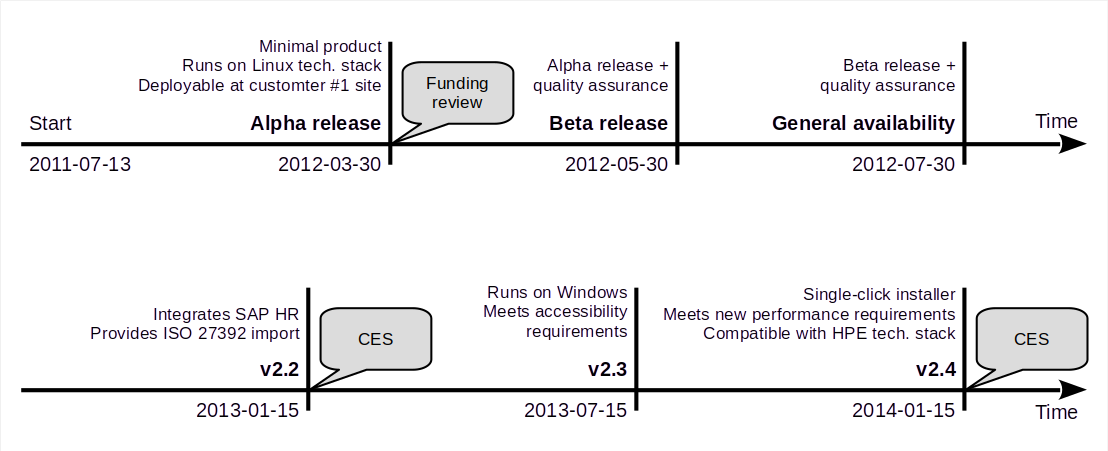 Minimal product
Runs on Linux tech. stack
Deployable at customter #1 site
Funding
review
Alpha release +
quality assurance
Beta release +
quality assurance
Start
Alpha release
Beta release
General availability
Time
2011-07-13
2012-03-30
2012-05-30
2012-07-30
Integrates SAP HR
Provides ISO 27392 import
CES
Runs on Windows
Meets accessibility
requirements
Single-click installer
Meets new performance requirements
Compatible with HPE tech. stack
CES
v2.2
v2.3
v2.4
2013-01-15
2013-07-15
2014-01-15
Time